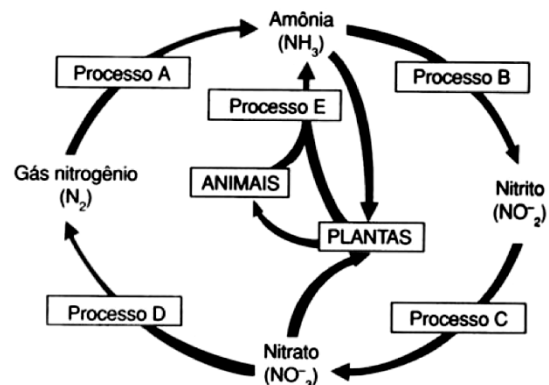 Amônia
(NH₃)
Processo A
Processo B
Processo E
Gás nitrogênio
(N₂)
ANIMAIS
Nitrito
(NO⁻₂)
PLANTAS
Processo D
Processo C
Nitrato
(NO⁻₃)